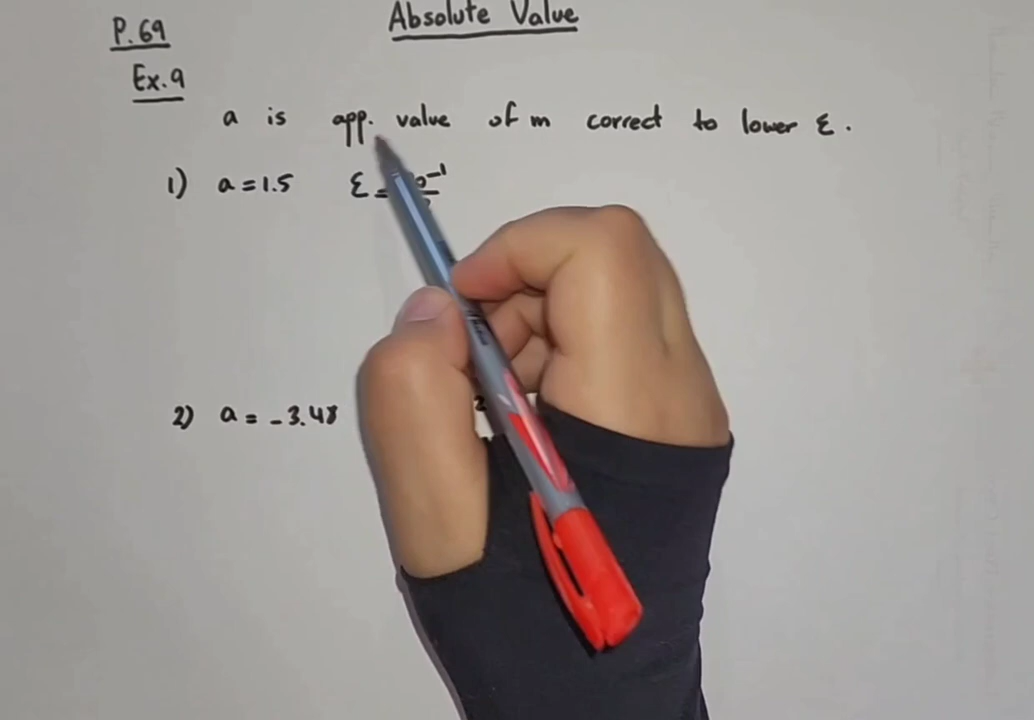 P.69
Absolute Value
Ex.9
a is app. value of m correct to lower ε.
1) a = 1.5 ε =
2) a = -3.48